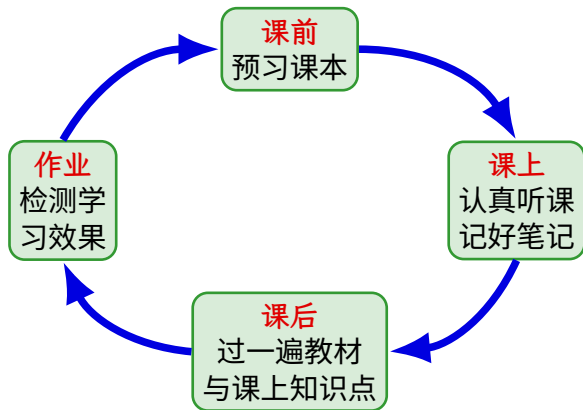 课前
预习课本
课上
认真听课
记好笔记
课后
过一遍教材
与课上知识点
作业
检测学
习效果